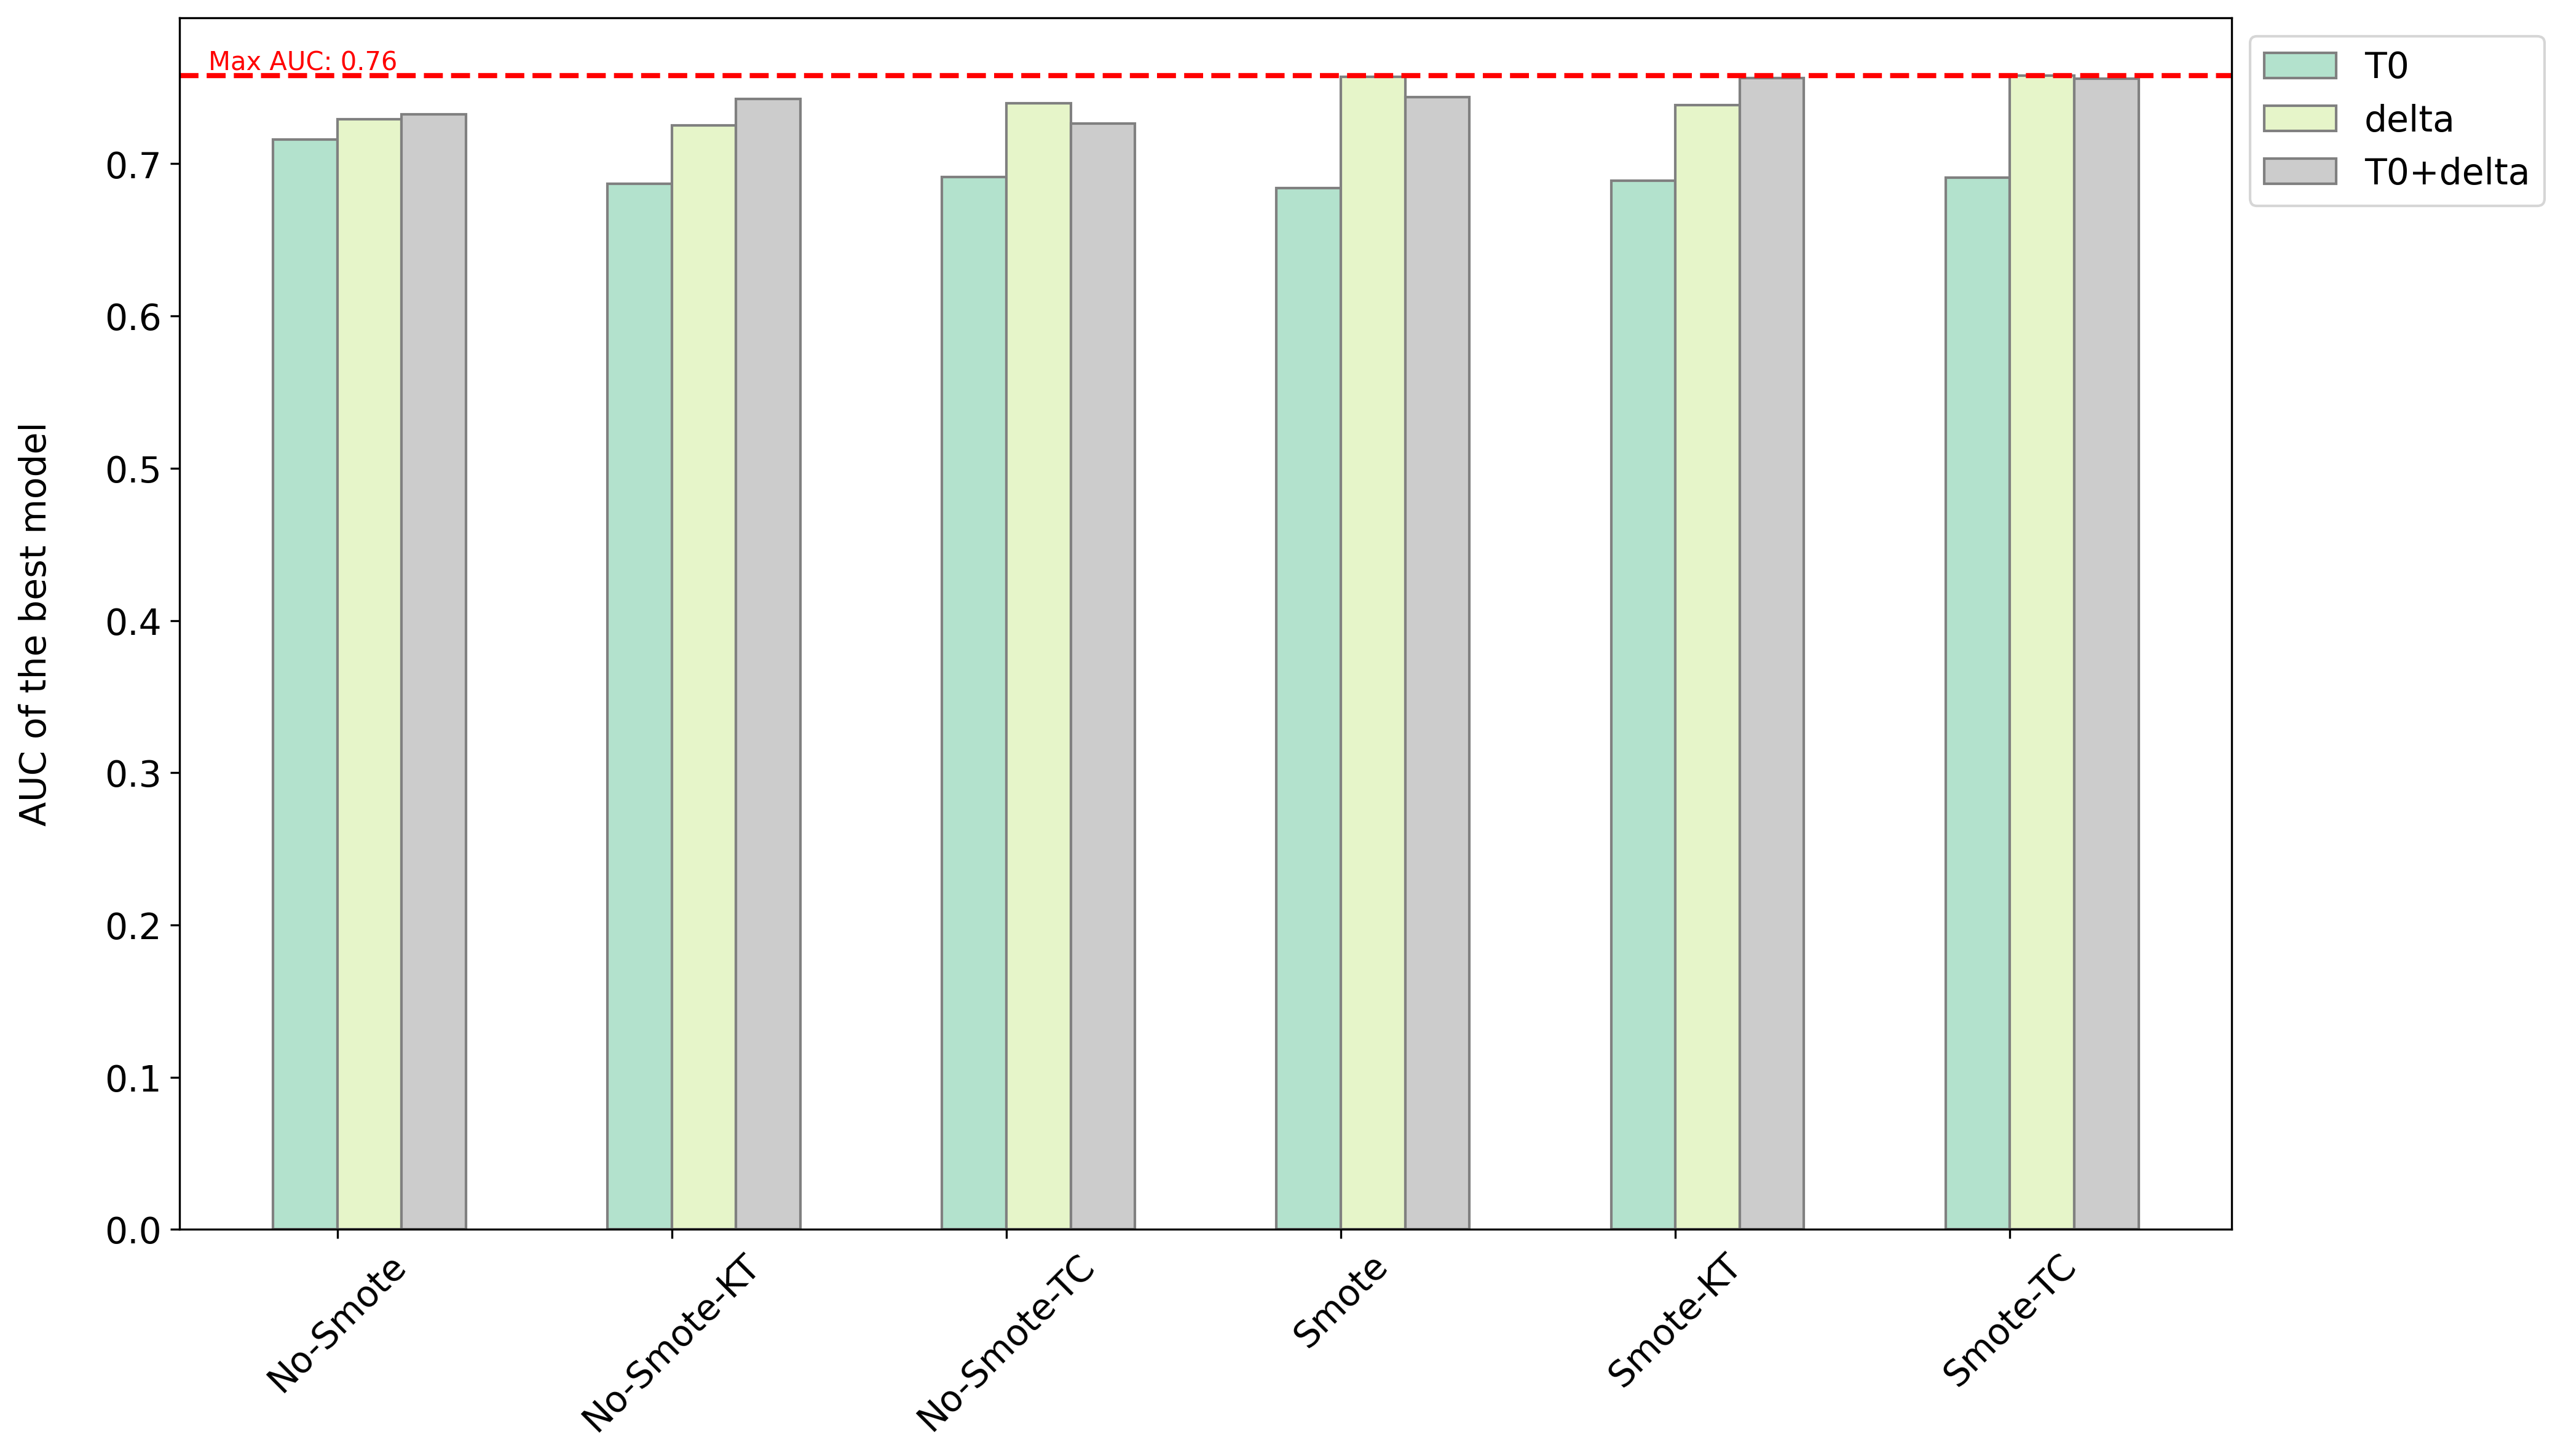 Max AUC: 0.76
T0
delta
T0+delta
AUC of the best model
0.7
0.6
0.5
0.4
0.3
0.2
0.1
0.0
No-Smote
No-Smote-KT
No-Smote-TC
Smote
Smote-KT
Smote-TC